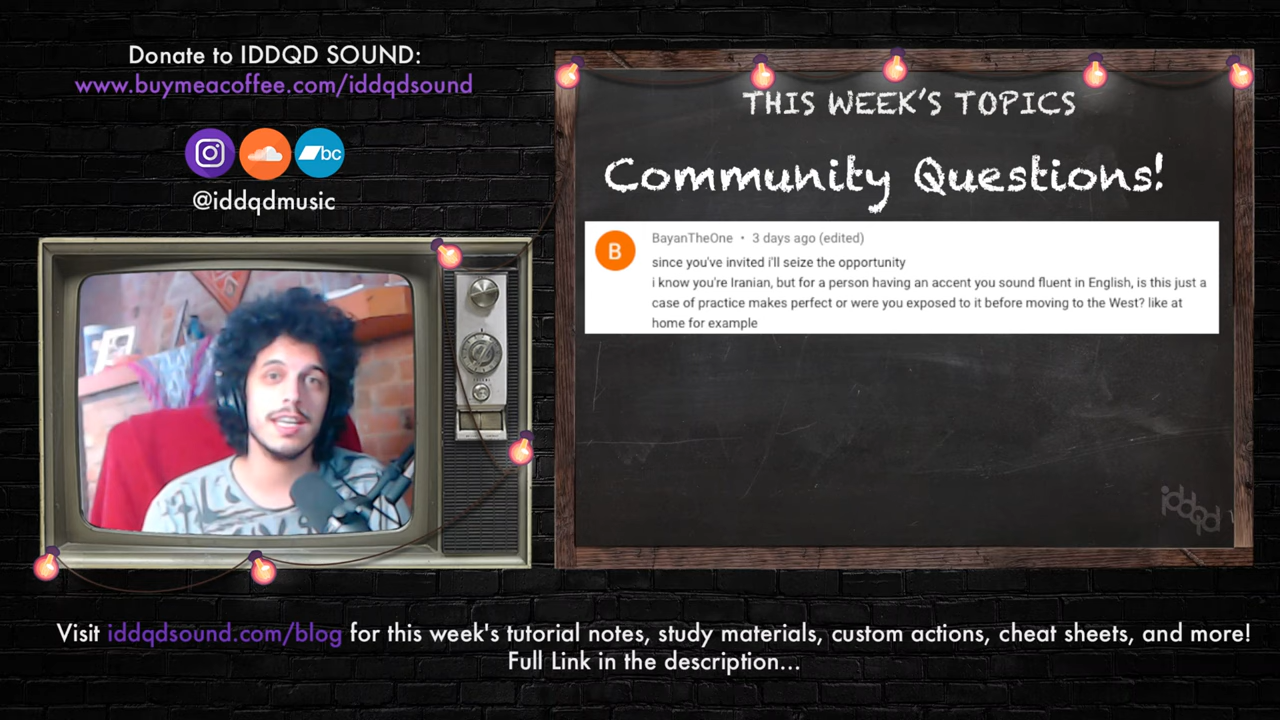 Donate to IDDQD SOUND:
www.buymeacoffee.com/iddqdsound
bc
@iddqdmusic
THIS WEEK'S TOPICS
Community Questions!
B
BayanTheOne • 3 days ago (edited)
since you've invited i'll seize the opportunity
i know you're Iranian, but for a person having an accent you sound fluent in English, is this just a
case of practice makes perfect or were you exposed to it before moving to the West? like at
home for example
iddqd
Visit iddqdsound.com/blog for this week's tutorial notes, study materials, custom actions, cheat sheets, and more!
Full Link in the description...